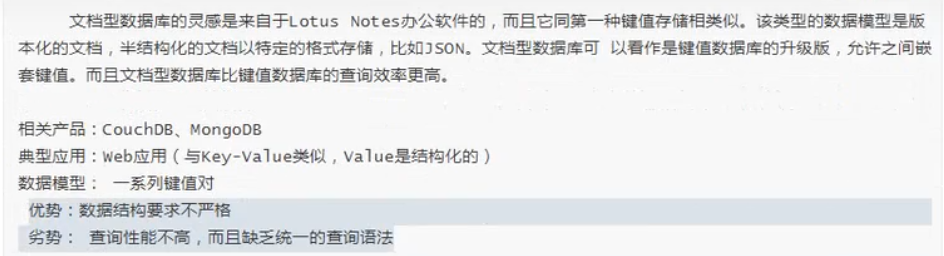 文档型数据库的灵感是来自于Lotus Notes办公软件的，而且它同第一种键值存储相类似。该类型的数据模型是版
本化的文档，半结构化的文档以特定的格式存储，比如JSON。文档型数据库可 以看作是键值数据库的升级版，允许之间嵌
套键值。而且文档型数据库比键值数据库的查询效率更高。
相关产品：CouchDB、MongoDB
典型应用：Web应用（与Key-Value类似，Value是结构化的）
数据模型： 一系列键值对
优势：数据结构要求不严格
劣势： 查询性能不高，而且缺乏统一的查询语法